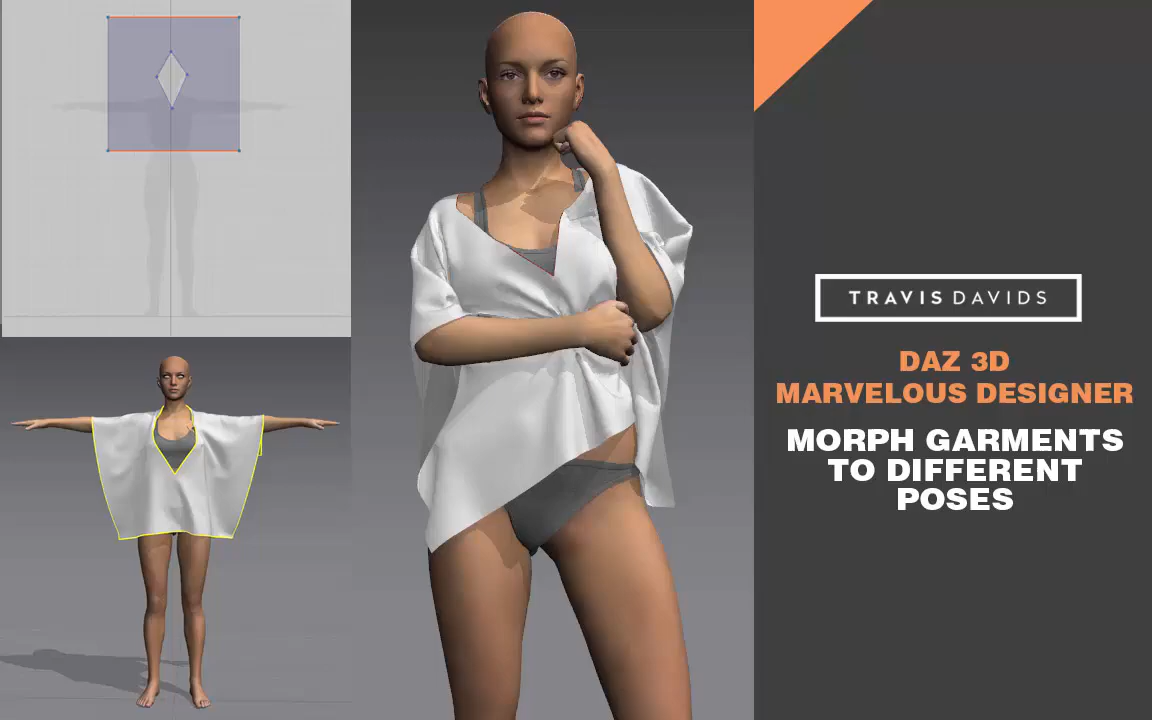 TRAVIS DAVIDS
DAZ 3D
MARVELOUS DESIGNER
MORPH GARMENTS
TO DIFFERENT
POSES